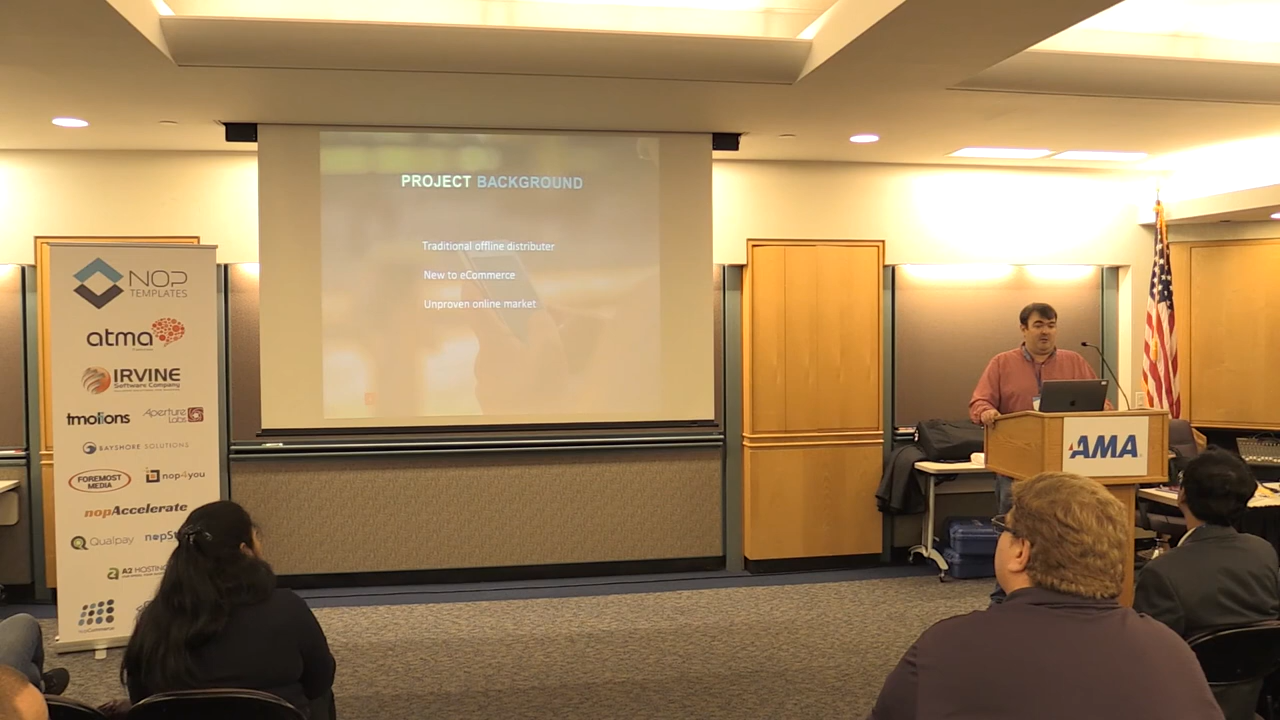 PROJECT BACKGROUND
Traditional offline distributer
New to eCommerce
Unproven online market
NOP
TEMPLATES
atma
IRVINE
Software Company
tmotions
APERTURE
LABS
BAYSHORE SOLUTIONS
FOREMOST
MEDIA
nop4you
nopAccelerate
Qualpay
A2 HOSTING
AMA